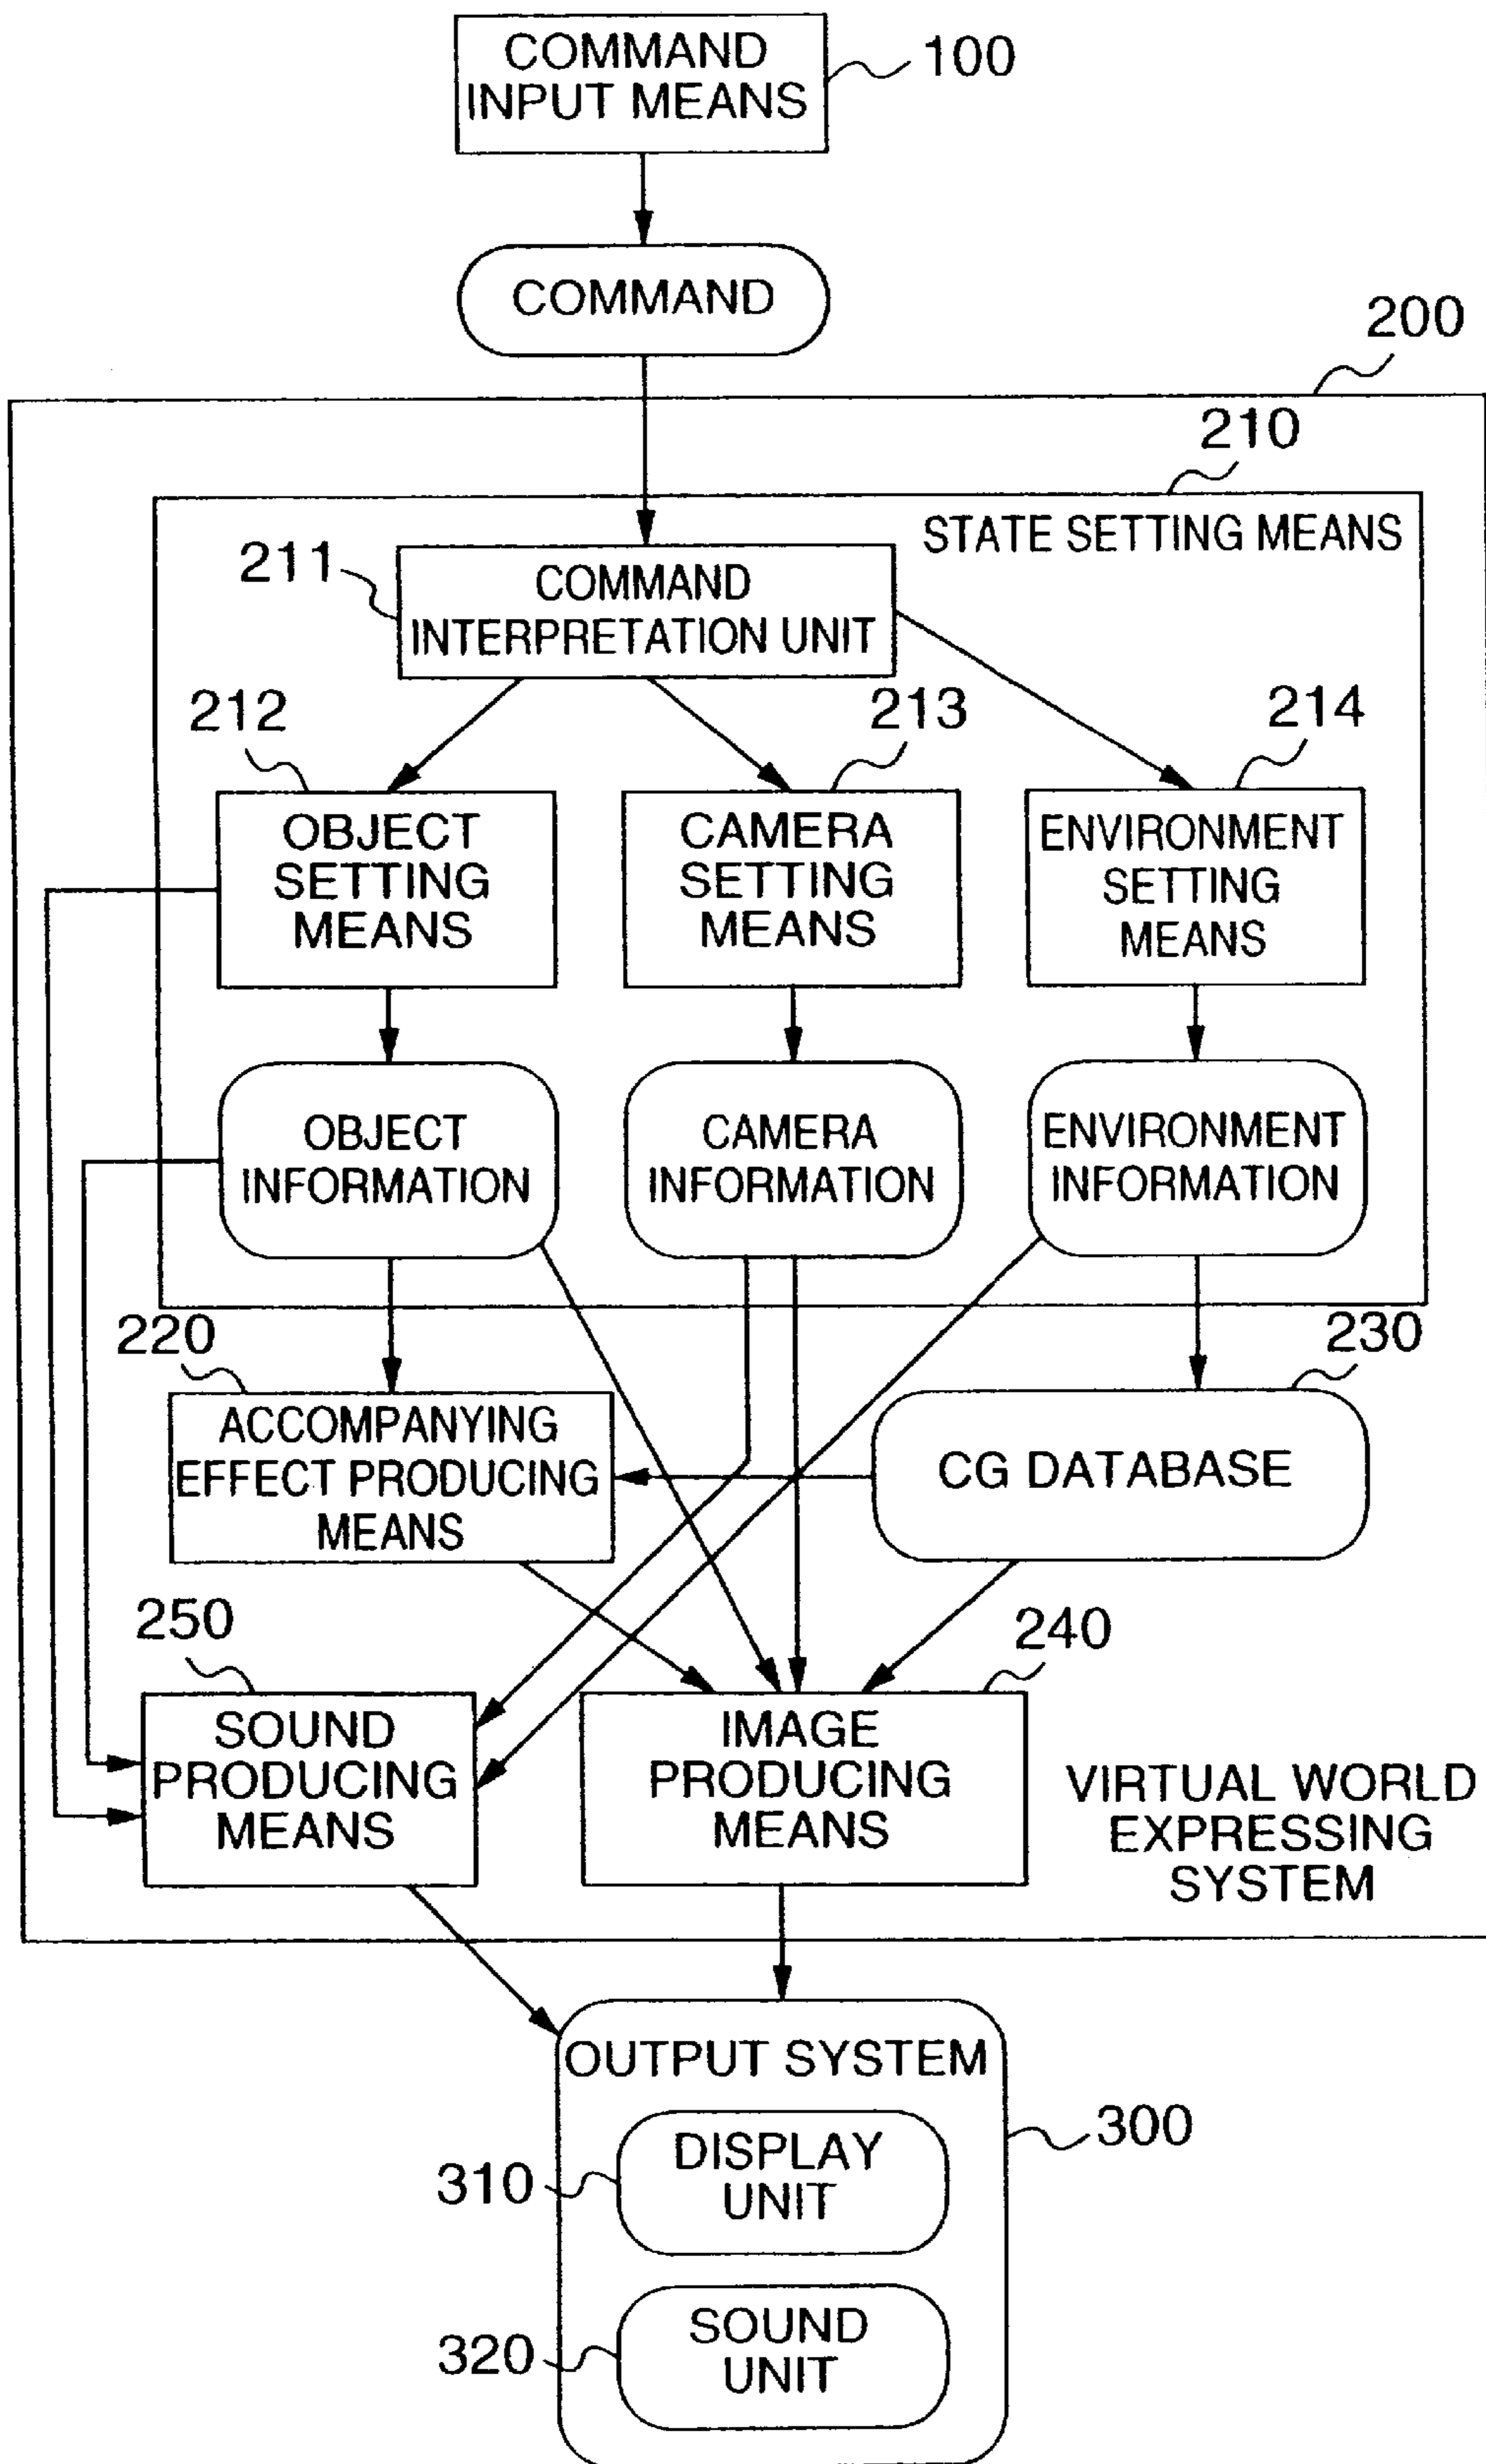 COMMAND
INPUT MEANS
100
COMMAND
200
210
STATE SETTING MEANS
211
COMMAND
INTERPRETATION UNIT
212
213
214
OBJECT
SETTING
MEANS
CAMERA
SETTING
MEANS
ENVIRONMENT
SETTING
MEANS
OBJECT
INFORMATION
CAMERA
INFORMATION
ENVIRONMENT
INFORMATION
220
230
ACCOMPANYING
EFFECT PRODUCING
MEANS
CG DATABASE
250
240
SOUND
PRODUCING
MEANS
IMAGE
PRODUCING
MEANS
VIRTUAL WORLD
EXPRESSING
SYSTEM
OUTPUT SYSTEM
300
DISPLAY
UNIT
310
SOUND
UNIT
320